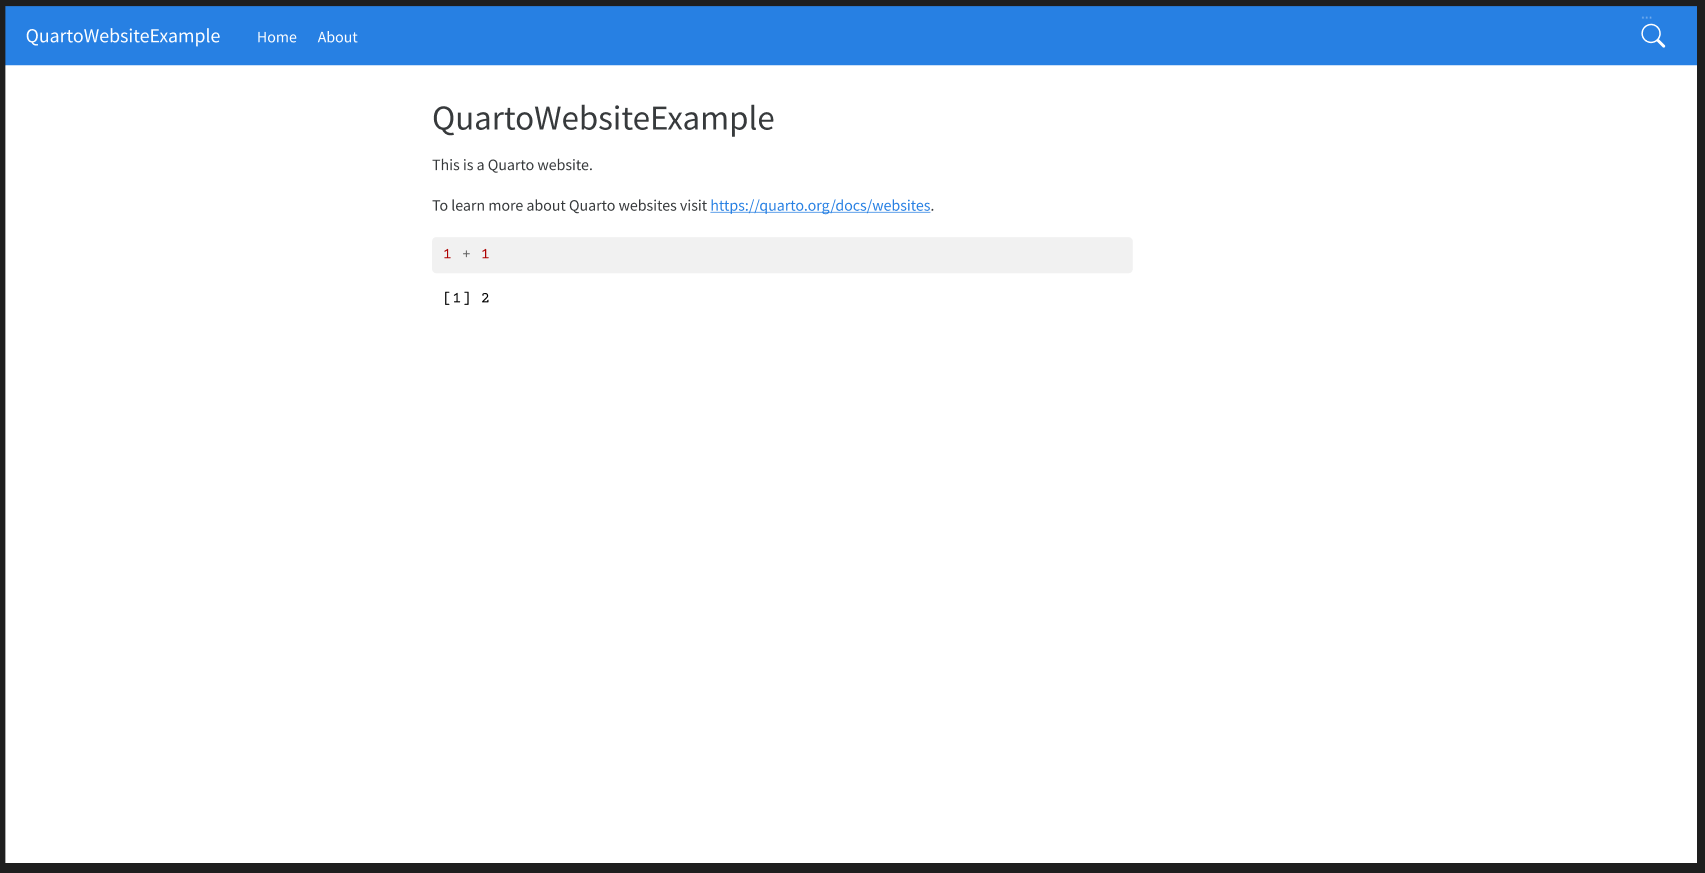 QuartoWebsiteExample Home About
QuartoWebsiteExample
This is a Quarto website.
To learn more about Quarto websites visit https://quarto.org/docs/websites.
1 + 1
[1] 2